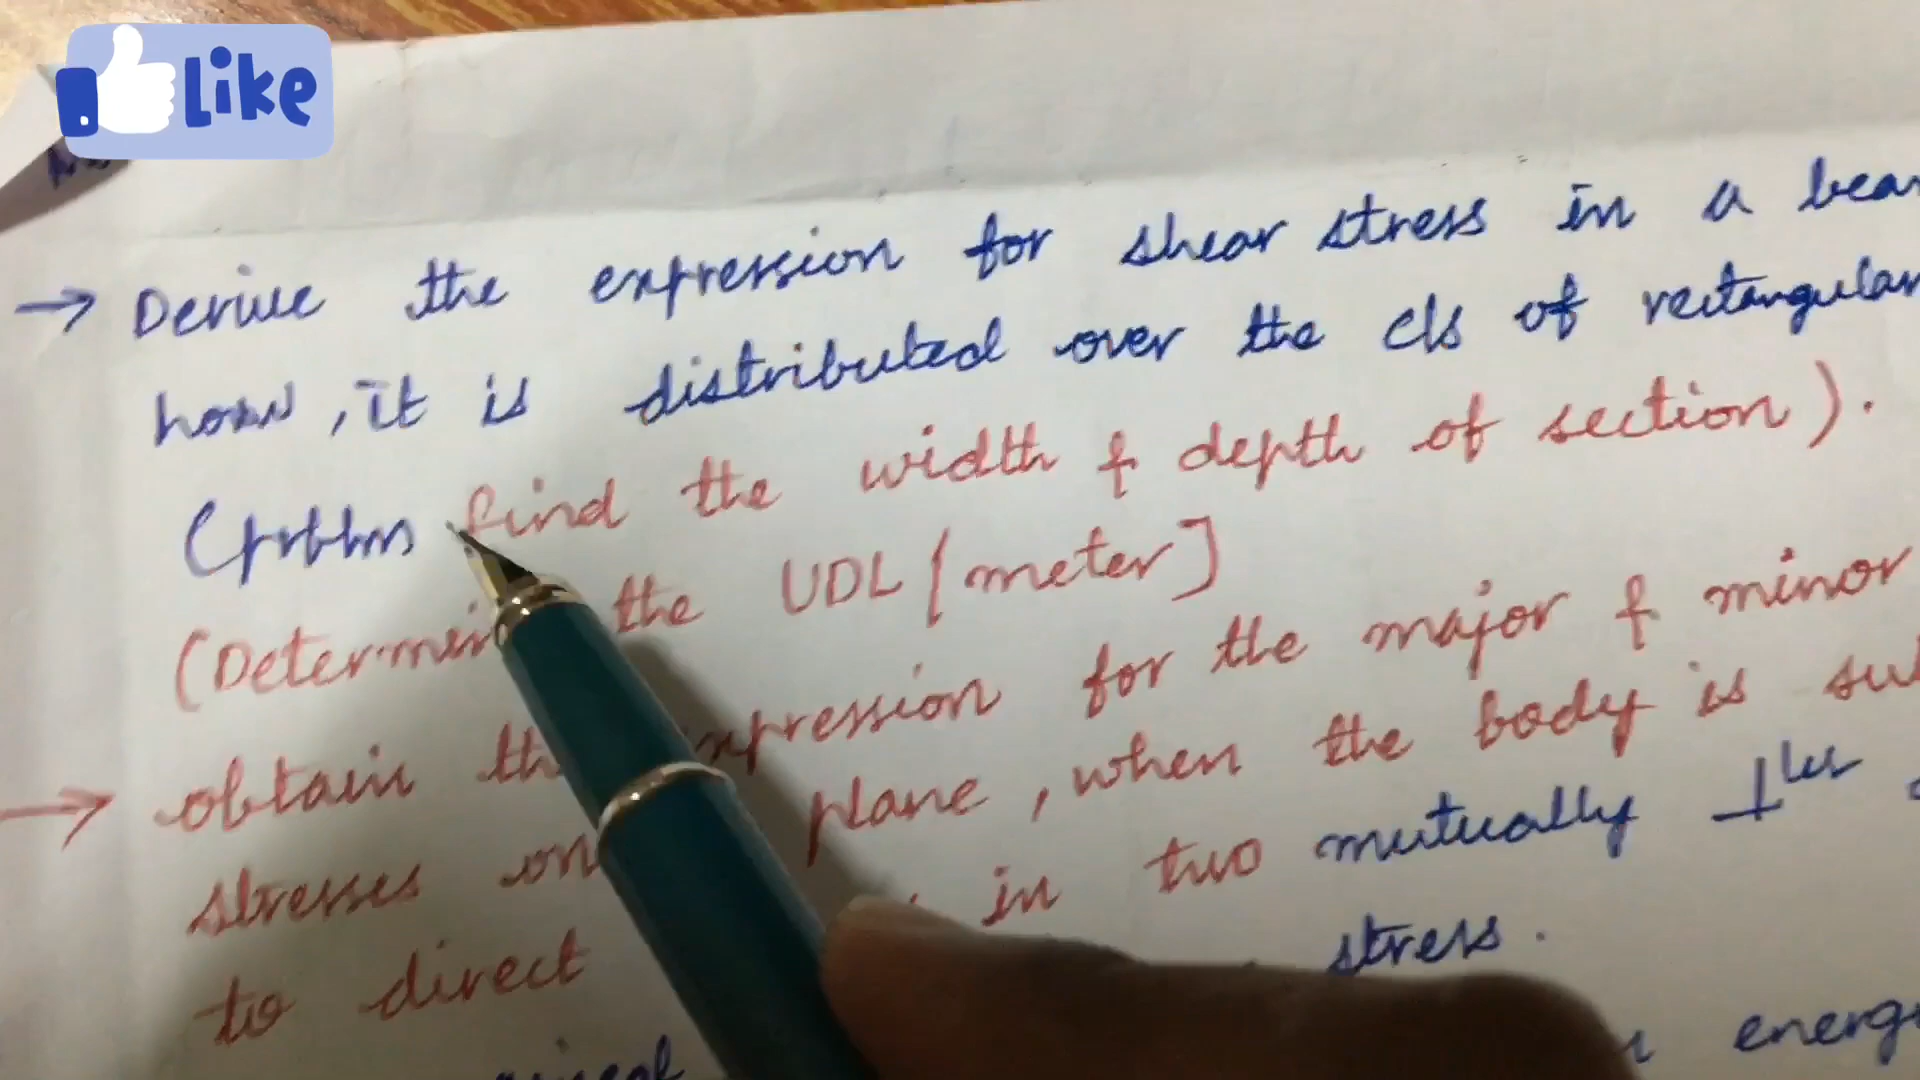 Like
→ Derive the expression for shear stress in a bea
how, it is distributed over the c/s of rectangular
(prblms find the width & depth of section).
(Determin the UDL/meter]
→ obtain the expression for the major & minor
stresses on plane, when the body is su
to direct in two mutually ⊥lar
stress.
energ